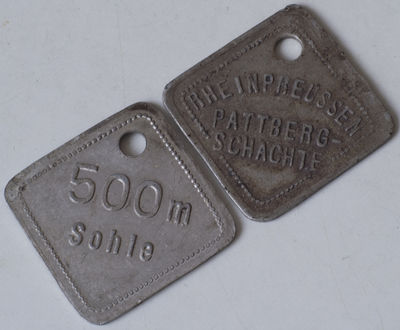 500m
Sohle
RHEINPREUSSEN
PATTBERG
SCHÄCHTE